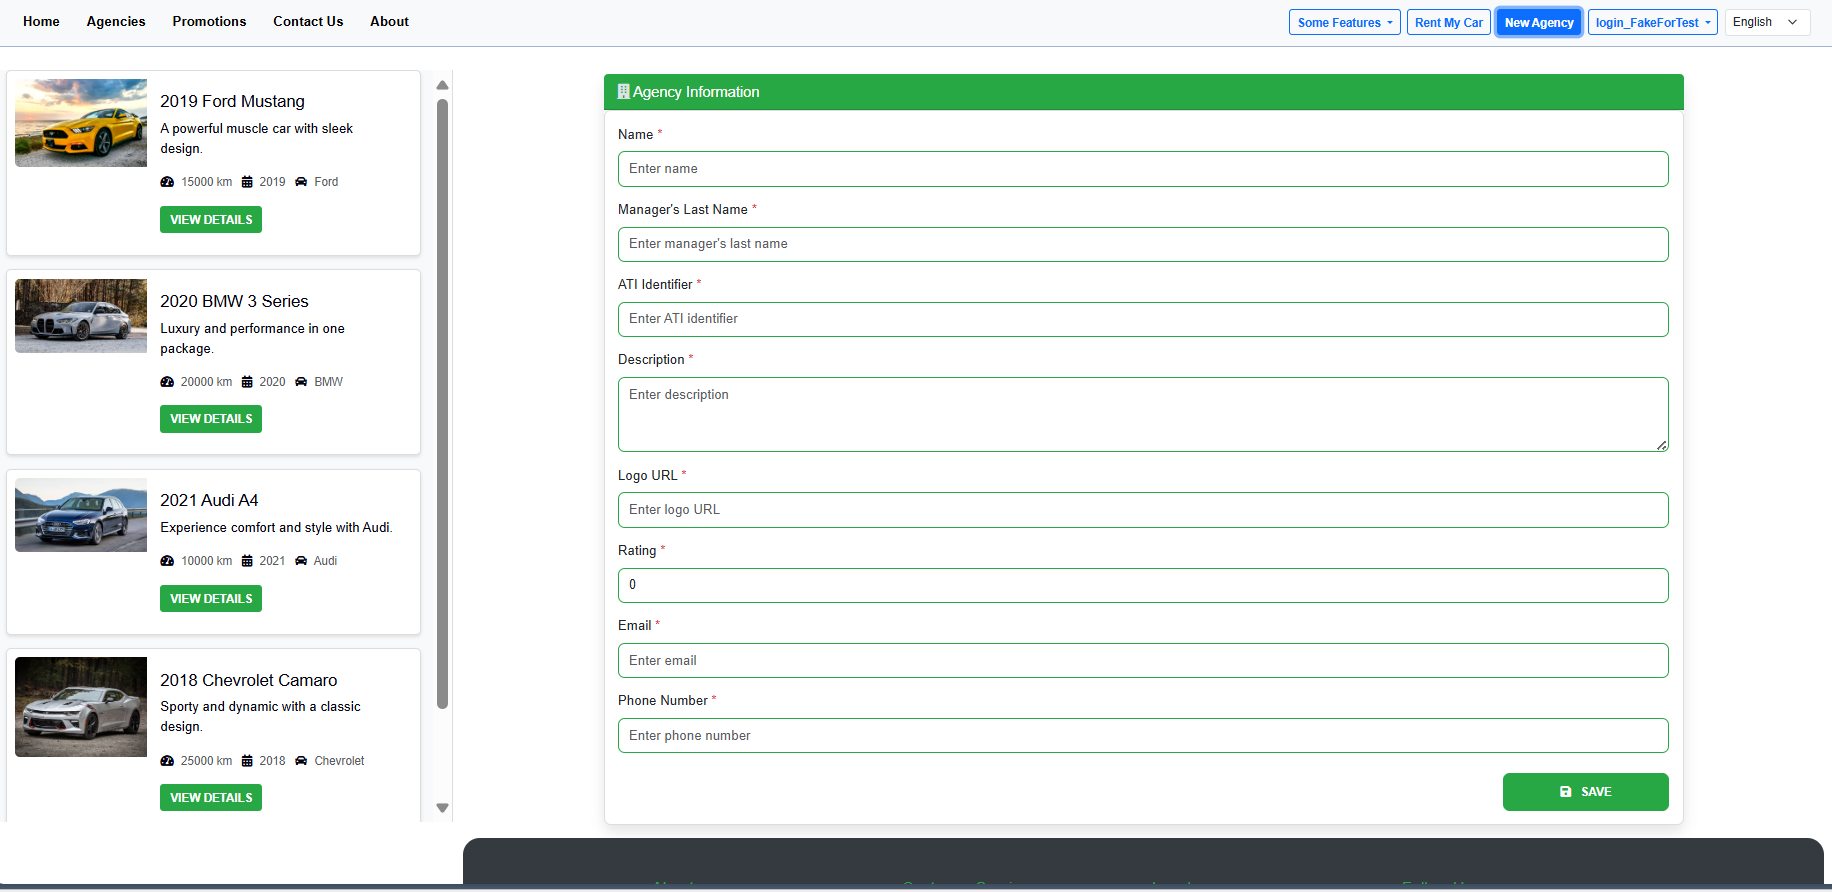 Home
Agencies
Promotions
Contact Us
About
Some Features
Rent My Car
New Agency
login_FakeForTest
English
2019 Ford Mustang
A powerful muscle car with sleek
design.
15000 km 2019 Ford
VIEW DETAILS
2020 BMW 3 Series
Luxury and performance in one
package.
20000 km 2020 BMW
VIEW DETAILS
2021 Audi A4
Experience comfort and style with Audi.
10000 km 2021 Audi
VIEW DETAILS
2018 Chevrolet Camaro
Sporty and dynamic with a classic
design.
25000 km 2018 Chevrolet
VIEW DETAILS
Agency Information
Name *
Enter name
Manager's Last Name *
Enter manager's last name
ATI Identifier *
Enter ATI identifier
Description *
Enter description
Logo URL *
Enter logo URL
Rating *
0
Email *
Enter email
Phone Number *
Enter phone number
SAVE